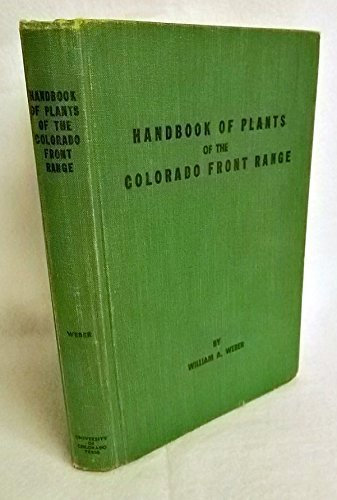 HANDBOOK
OF PLANTS
OF THE
COLORADO
FRONT
RANGE
WEBER
UNIVERSITY
OF
COLORADO
PRESS
HANDBOOK OF PLANTS
OF THE
COLORADO FRONT RANGE
BY
WILLIAM A. WEBER